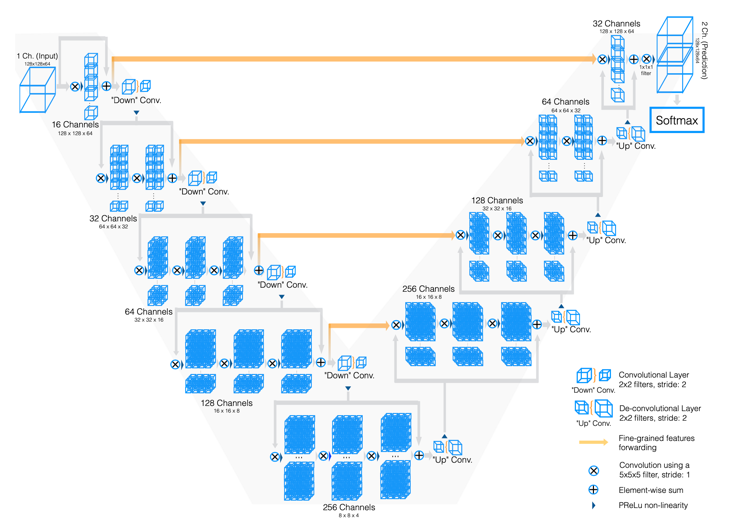 1 Ch. (Input)
128x128x64
"Down" Conv.
16 Channels
128 x 128 x 64
"Down" Conv.
32 Channels
64 x 64 x 32
"Down" Conv.
64 Channels
32 x 32 x 16
"Down" Conv.
128 Channels
16 x 16 x 8
...
...
...
256 Channels
8 x 8 x 4
"Up" Conv.
256 Channels
16 x 16 x 8
"Up" Conv.
128 Channels
32 x 32 x 16
"Up" Conv.
64 Channels
64 x 64 x 32
"Up" Conv.
32 Channels
128 x 128 x 64
1x1x1
filter
2 Ch. (Prediction)
128x128x64
Softmax
"Down" Conv.
Convolutional Layer
2x2 filters, stride: 2
"Up" Conv.
De-convolutional Layer
2x2 filters, stride: 2
Fine-grained features
forwarding
Convolution using a
5x5x5 filter, stride: 1
Element-wise sum
PReLu non-linearity